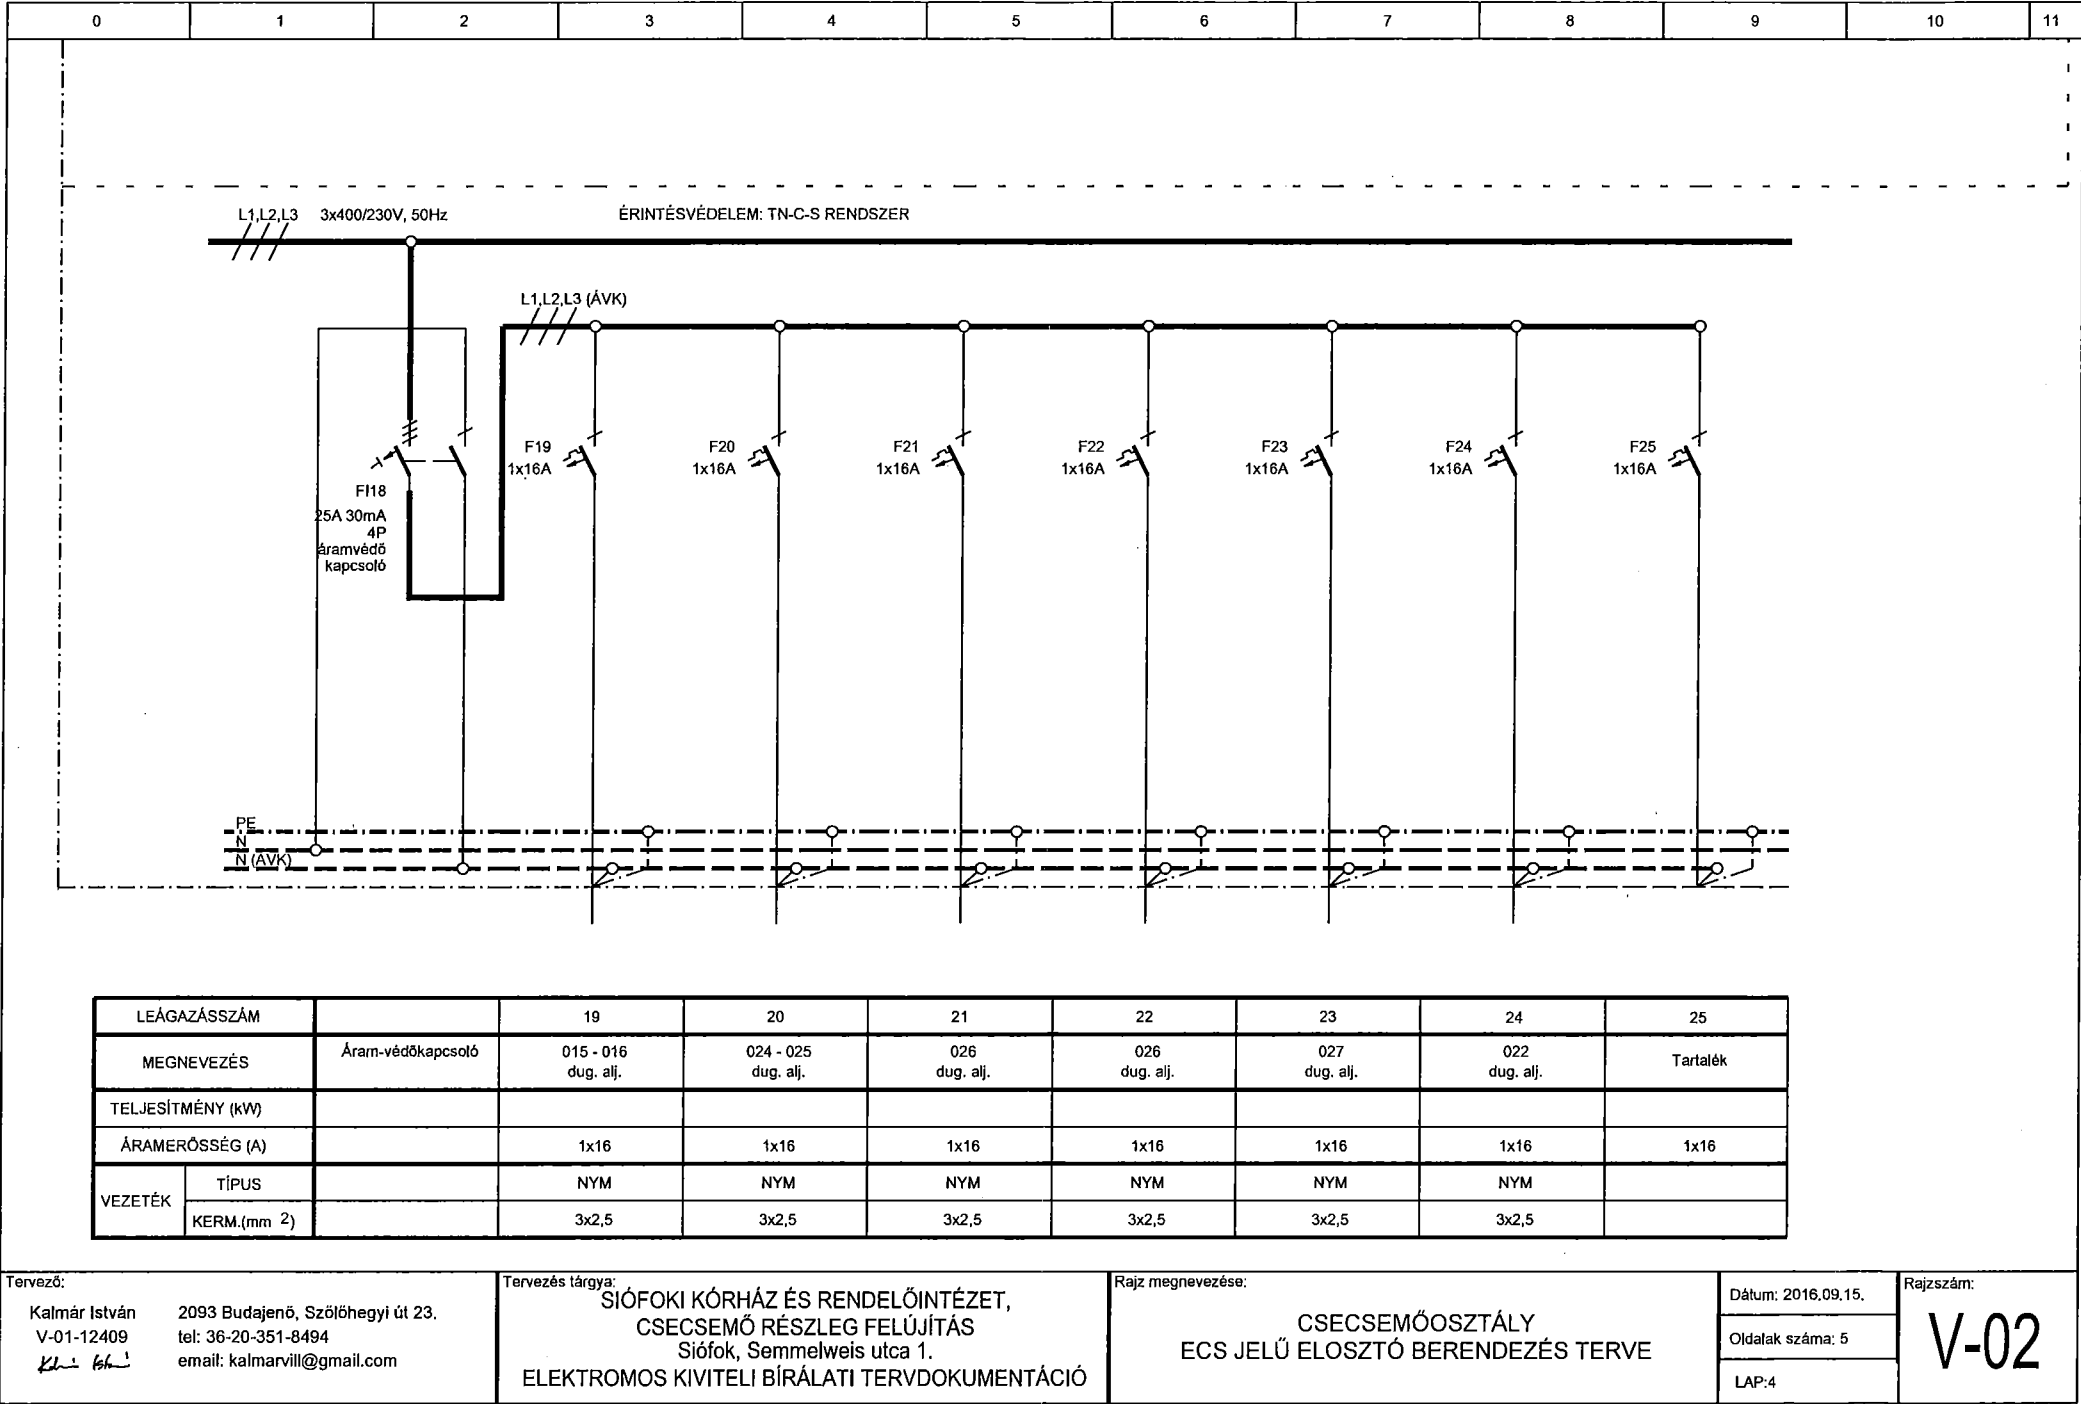 0 1 2 3 4 5 6 7 8 9 10 11
L1,L2,L3 3x400/230V, 50Hz ÉRINTÉSVÉDELEM: TN-C-S RENDSZER
L1,L2,L3 (ÁVK)
FI18
25A 30mA
4P
áramvédő
kapcsoló
F19
1x16A
F20
1x16A
F21
1x16A
F22
1x16A
F23
1x16A
F24
1x16A
F25
1x16A
PE
N
N (ÁVK)
LEÁGAZÁSSZÁM 19 20 21 22 23 24 25
MEGNEVEZÉS Áram-védőkapcsoló 015 - 016 dug. alj. 024 - 025 dug. alj. 026 dug. alj. 026 dug. alj. 027 dug. alj. 022 dug. alj. Tartalék
TELJESÍTMÉNY (kW)
ÁRAMERŐSSÉG (A) 1x16 1x16 1x16 1x16 1x16 1x16 1x16
VEZETÉK TÍPUS NYM NYM NYM NYM NYM NYM
KERM.(mm 2) 3x2,5 3x2,5 3x2,5 3x2,5 3x2,5 3x2,5
Tervező:
Kalmár István 2093 Budajenő, Szőlőhegyi út 23.
V-01-12409 tel: 36-20-351-8494
email: kalmarvill@gmail.com
Tervezés tárgya:
SIÓFOKI KÓRHÁZ ÉS RENDELŐINTÉZET,
CSECSEMŐ RÉSZLEG FELÚJÍTÁS
Siófok, Semmelweis utca 1.
ELEKTROMOS KIVITELI BÍRÁLATI TERVDOKUMENTÁCIÓ
Rajz megnevezése:
CSECSEMŐOSZTÁLY
ECS JELŰ ELOSZTÓ BERENDEZÉS TERVE
Dátum: 2016.09.15.
Oldalak száma: 5
LAP:4
Rajzszám:
V-02